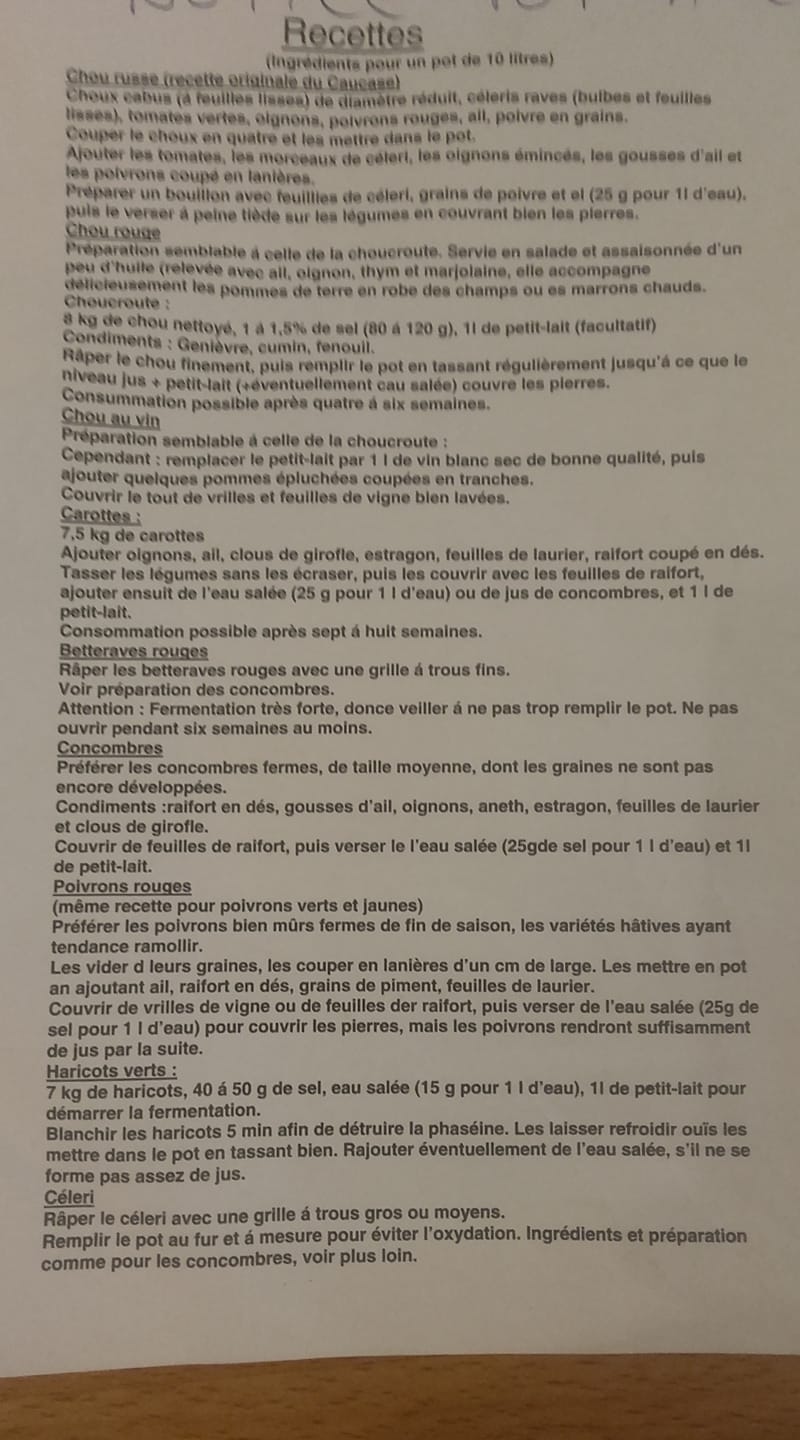 Recettes
(Ingrédients pour un pot de 10 litres)
Chou russe (recette originale du Caucase)
Choux cabus (á feuilles lisses) de diamètre réduit, céleris raves (bulbes et feuilles
lisses), tomates vertes, oignons, poivrons rouges, ail, poivre en grains.
Couper le choux en quatre et les mettre dans le pot.
Ajouter les tomates, les morceaux de céleri, les oignons émincés, les gousses d'ail et
les poivrons coupé en lanières.
Préparer un bouillon avec feuillies de céleri, grains de poivre et el (25 g pour 1l d'eau),
puis le verser á peine tiède sur les légumes en couvrant bien les pierres.
Chou rouge
Préparation semblable á celle de la choucroute. Servie en salade et assaisonnée d'un
peu d'huile (relevée avec ail, oignon, thym et marjolaine, elle accompagne
délicieusement les pommes de terre en robe des champs ou es marrons chauds.
Choucroute :
8 kg de chou nettoyé, 1 á 1,5% de sel (80 á 120 g), 1l de petit-lait (facultatif)
Condiments : Genièvre, cumin, fenouil.
Râper le chou finement, puis remplir le pot en tassant régulièrement jusqu'á ce que le
niveau jus + petit-lait (+éventuellement cau salée) couvre les pierres.
Consummation possible après quatre á six semaines.
Chou au vin
Préparation semblable á celle de la choucroute :
Cependant : remplacer le petit-lait par 1 l de vin blanc sec de bonne qualité, puis
ajouter quelques pommes épluchées coupées en tranches.
Couvrir le tout de vrilles et feuilles de vigne bien lavées.
Carottes :
7,5 kg de carottes
Ajouter oignons, ail, clous de girofle, estragon, feuilles de laurier, raifort coupé en dés.
Tasser les légumes sans les écraser, puis les couvrir avec les feuilles de raifort,
ajouter ensuit de l'eau salée (25 g pour 1 l d'eau) ou de jus de concombres, et 1 l de
petit-lait.
Consommation possible après sept á huit semaines.
Betteraves rouges
Râper les betteraves rouges avec une grille á trous fins.
Voir préparation des concombres.
Attention : Fermentation très forte, donce veiller á ne pas trop remplir le pot. Ne pas
ouvrir pendant six semaines au moins.
Concombres
Préférer les concombres fermes, de taille moyenne, dont les graines ne sont pas
encore développées.
Condiments :raifort en dés, gousses d'ail, oignons, aneth, estragon, feuilles de laurier
et clous de girofle.
Couvrir de feuilles de raifort, puis verser le l'eau salée (25gde sel pour 1 l d'eau) et 1l
de petit-lait.
Poivrons rouges
(même recette pour poivrons verts et jaunes)
Préférer les poivrons bien mûrs fermes de fin de saison, les variétés hâtives ayant
tendance ramollir.
Les vider d leurs graines, les couper en lanières d'un cm de large. Les mettre en pot
an ajoutant ail, raifort en dés, grains de piment, feuilles de laurier.
Couvrir de vrilles de vigne ou de feuilles der raifort, puis verser de l'eau salée (25g de
sel pour 1 l d'eau) pour couvrir les pierres, mais les poivrons rendront suffisamment
de jus par la suite.
Haricots verts :
7 kg de haricots, 40 á 50 g de sel, eau salée (15 g pour 1 l d'eau), 1l de petit-lait pour
démarrer la fermentation.
Blanchir les haricots 5 min afin de détruire la phaséine. Les laisser refroidir ouïs les
mettre dans le pot en tassant bien. Rajouter éventuellement de l'eau salée, s'il ne se
forme pas assez de jus.
Céleri
Râper le céleri avec une grille á trous gros ou moyens.
Remplir le pot au fur et á mesure pour éviter l'oxydation. Ingrédients et préparation
comme pour les concombres, voir plus loin.